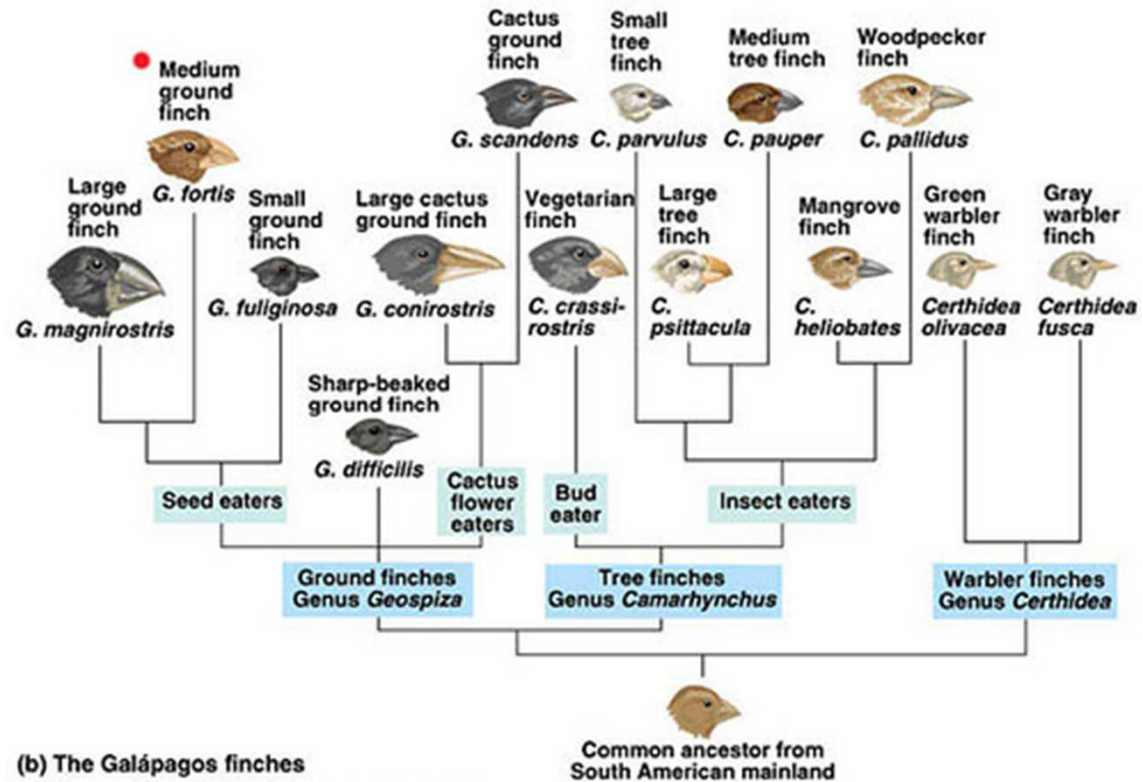 Cactus
ground
finch
G. scandens
Small
tree
finch
C. parvulus
Medium
tree finch
C. pauper
Woodpecker
finch
C. pallidus
Medium
ground
finch
G. fortis
Large
ground
finch
G. magnirostris
Small
ground
finch
G. fuliginosa
Large cactus
ground finch
G. conirostris
Vegetarian
finch
C. crassi-
rostris
Large
tree
finch
C.
psittacula
Mangrove
finch
C.
heliobates
Green
warbler
finch
Certhidea
olivacea
Gray
warbler
finch
Certhidea
fusca
Sharp-beaked
ground finch
G. difficilis
Seed eaters
Cactus
flower
eaters
Bud
eater
Insect eaters
Ground finches
Genus Geospiza
Tree finches
Genus Camarhynchus
Warbler finches
Genus Certhidea
Common ancestor from
South American mainland
(b) The Galápagos finches